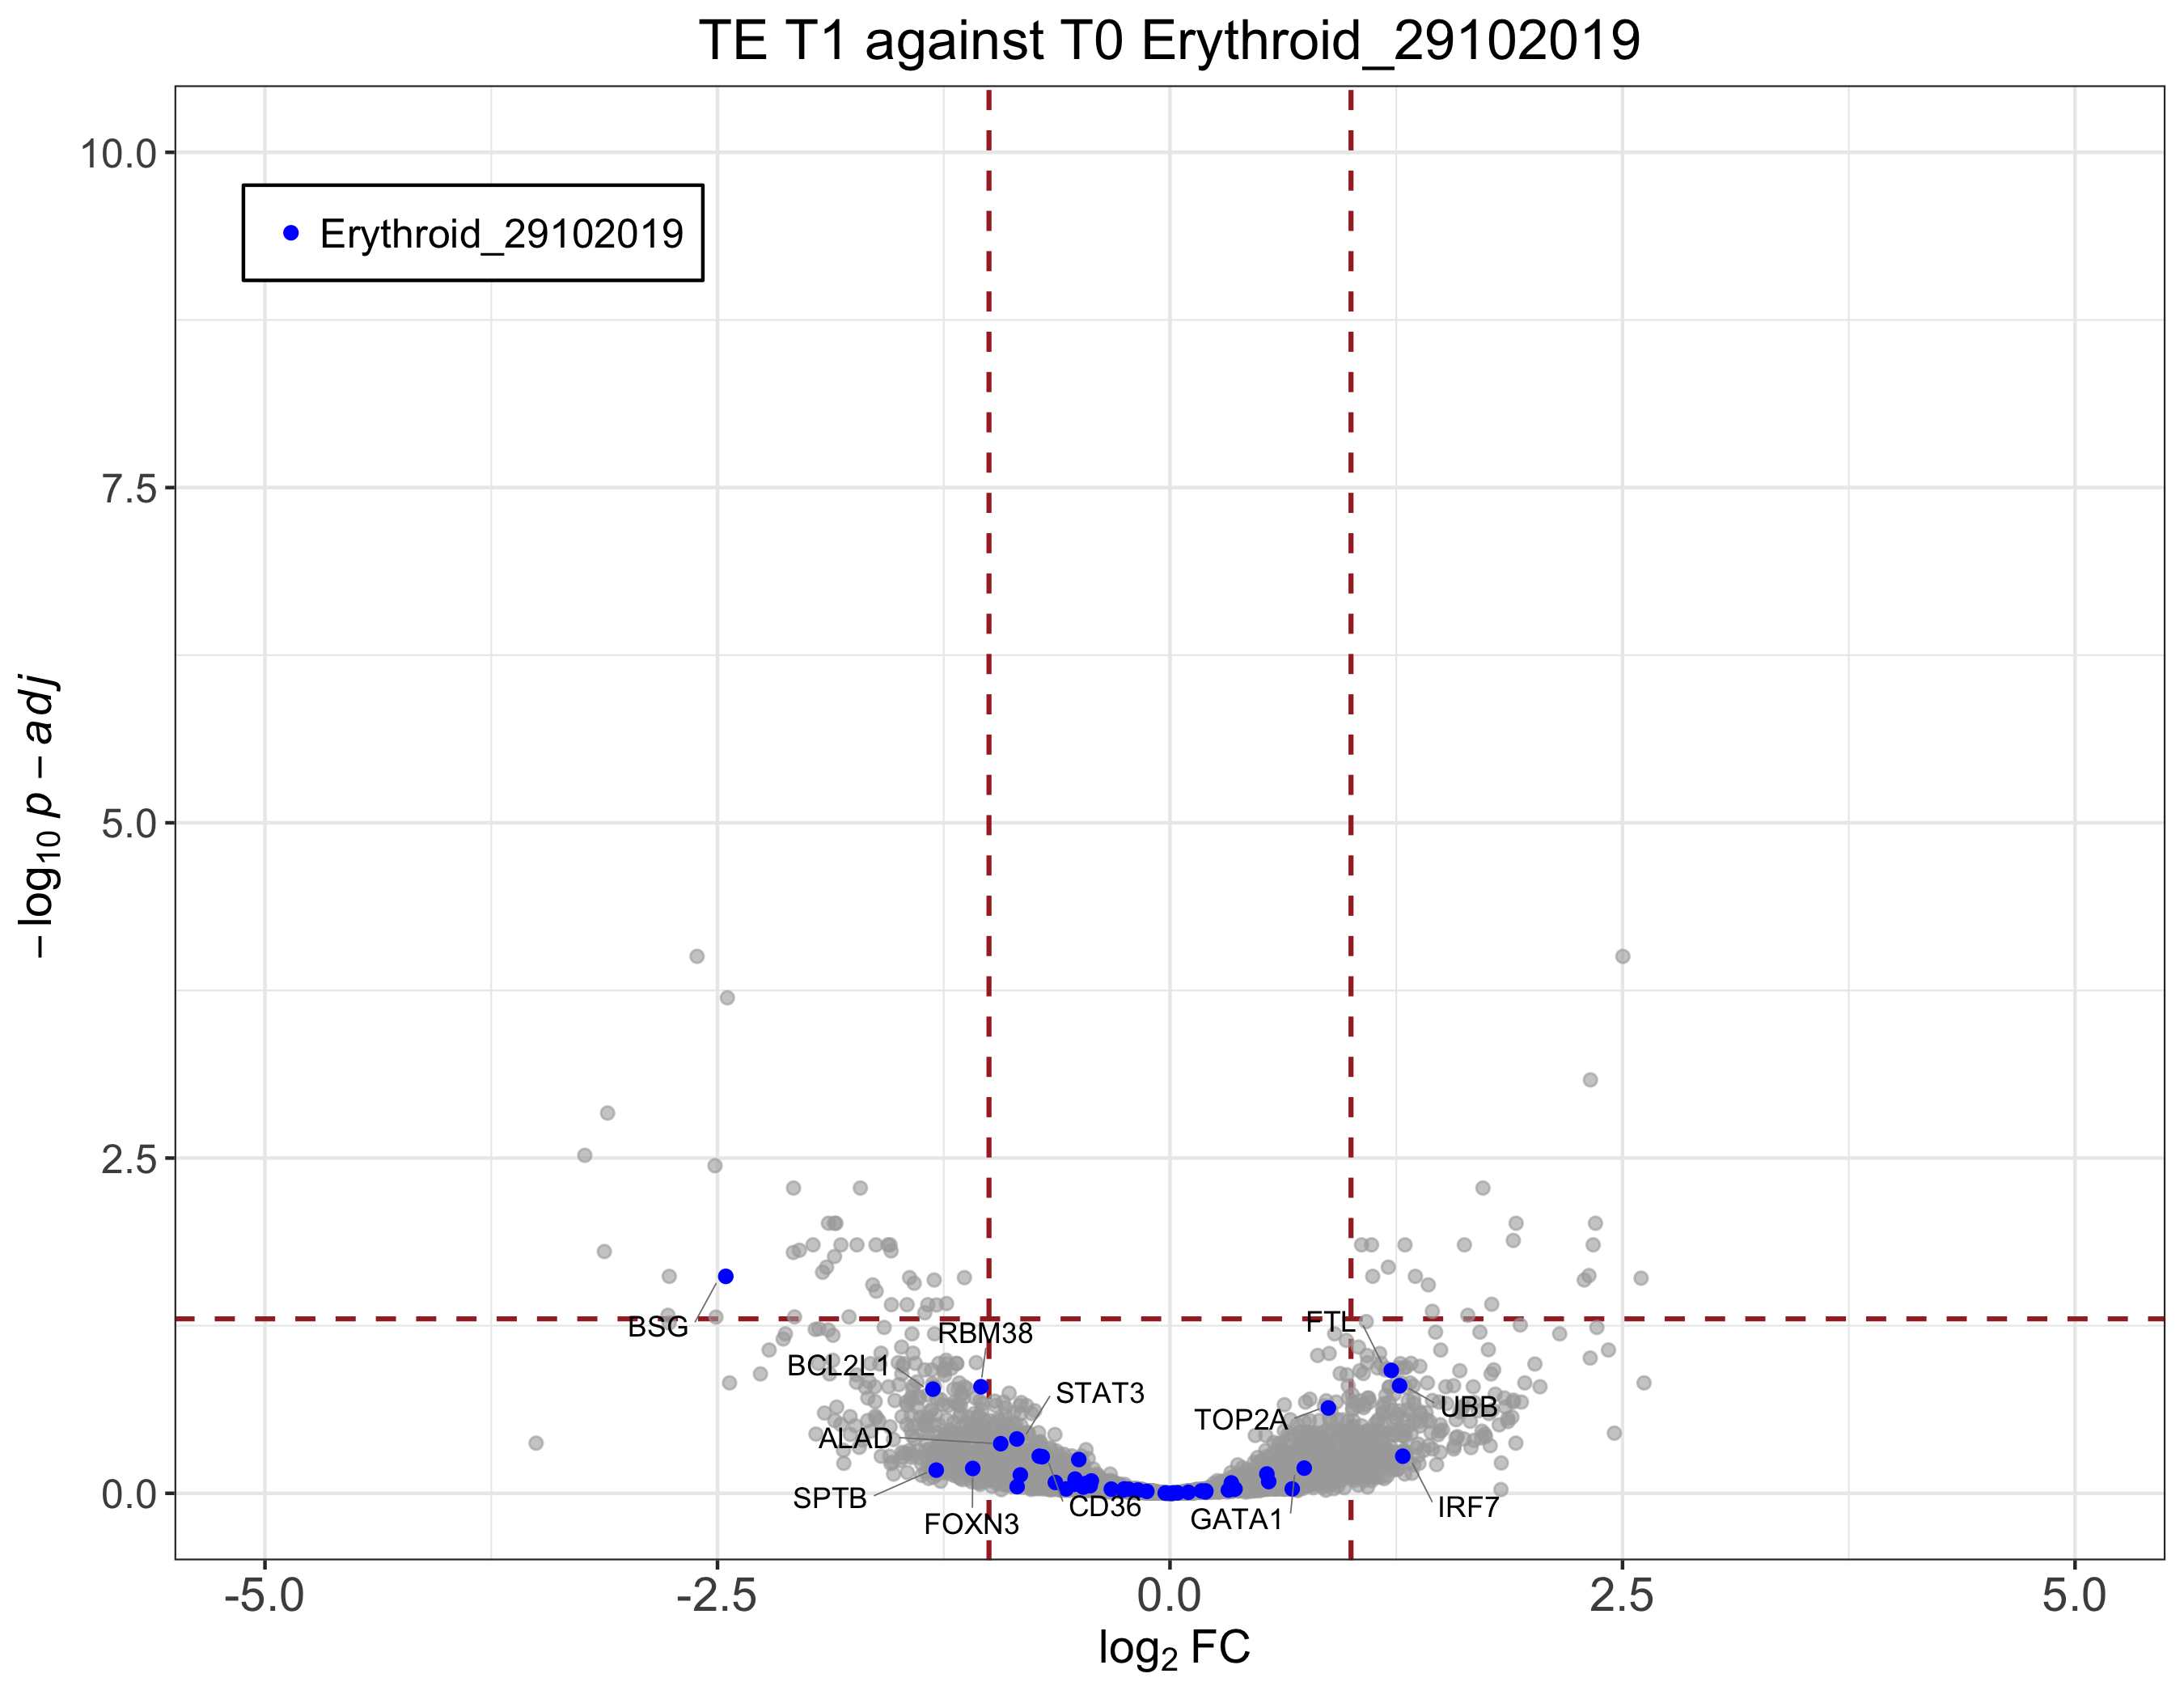 TE T1 against T0 Erythroid_29102019
10.0
Erythroid_29102019
7.5
5.0
2.5
0.0
−log10 p − adj
BSG
RBM38
FTL
BCL2L1
STAT3
UBB
TOP2A
ALAD
SPTB
CD36
IRF7
GATA1
FOXN3
-5.0
-2.5
0.0
2.5
5.0
log2 FC